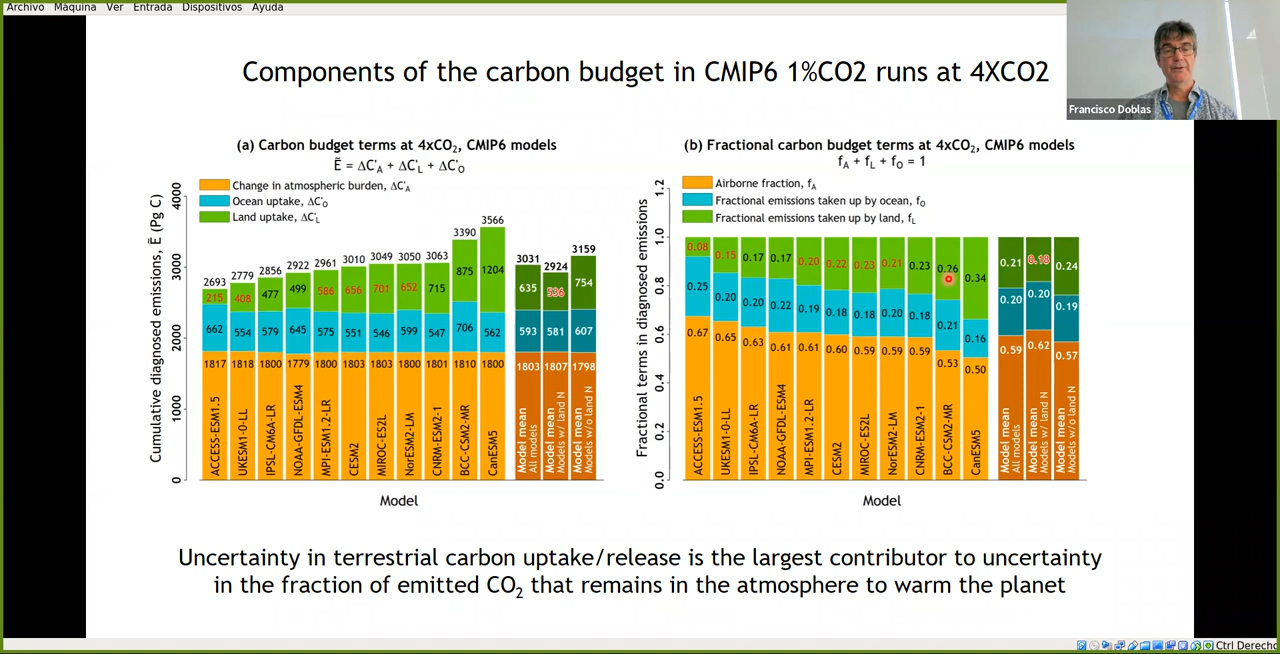 Archivo Máquina Ver Entrada Dispositivos Ayuda
Francisco Doblas
Components of the carbon budget in CMIP6 1%CO2 runs at 4XCO2
(a) Carbon budget terms at 4xCO₂, CMIP6 models
Ẽ = ΔC'A + ΔC'L + ΔC'O
Change in atmospheric burden, ΔC'A
Ocean uptake, ΔC'O
Land uptake, ΔC'L
Cumulative diagnosed emissions, Ẽ (Pg C)
4000
3000
2000
1000
0
2693 2779 2856 2922 2961 3010 3049 3050 3063 3390 3566 3031 2924 3159
215 408 477 499 586 656 701 652 715 875 1204 635 536 754
662 554 579 645 575 551 546 599 547 706 562 593 581 607
1817 1818 1800 1779 1800 1803 1803 1800 1801 1810 1800 1803 1807 1798
ACCESS-ESM1.5
UKESM1-0-LL
IPSL-CM6A-LR
NOAA-GFDL-ESM4
MPI-ESM1.2-LR
CESM2
MIROC-ES2L
NorESM2-LM
CNRM-ESM2-1
BCC-CSM2-MR
CanESM5
Model mean
All models
Model mean
Models w/ land N
Model mean
Models w/o land N
Model
(b) Fractional carbon budget terms at 4xCO₂, CMIP6 models
fA + fL + fO = 1
Airborne fraction, fA
Fractional emissions taken up by ocean, fO
Fractional emissions taken up by land, fL
Fractional terms in diagnosed emissions
1.2
1.0
0.8
0.6
0.4
0.2
0.0
0.08 0.15 0.17 0.17 0.20 0.22 0.23 0.21 0.23 0.26 0.34 0.21 0.18 0.24
0.25 0.20 0.20 0.22 0.19 0.18 0.18 0.20 0.18 0.21 0.16 0.20 0.20 0.19
0.67 0.65 0.63 0.61 0.61 0.60 0.59 0.59 0.59 0.53 0.50 0.59 0.62 0.57
ACCESS-ESM1.5
UKESM1-0-LL
IPSL-CM6A-LR
NOAA-GFDL-ESM4
MPI-ESM1.2-LR
CESM2
MIROC-ES2L
NorESM2-LM
CNRM-ESM2-1
BCC-CSM2-MR
CanESM5
Model mean
All models
Model mean
Models w/ land N
Model mean
Models w/o land N
Model
Uncertainty in terrestrial carbon uptake/release is the largest contributor to uncertainty
in the fraction of emitted CO₂ that remains in the atmosphere to warm the planet
Ctrl Derecho